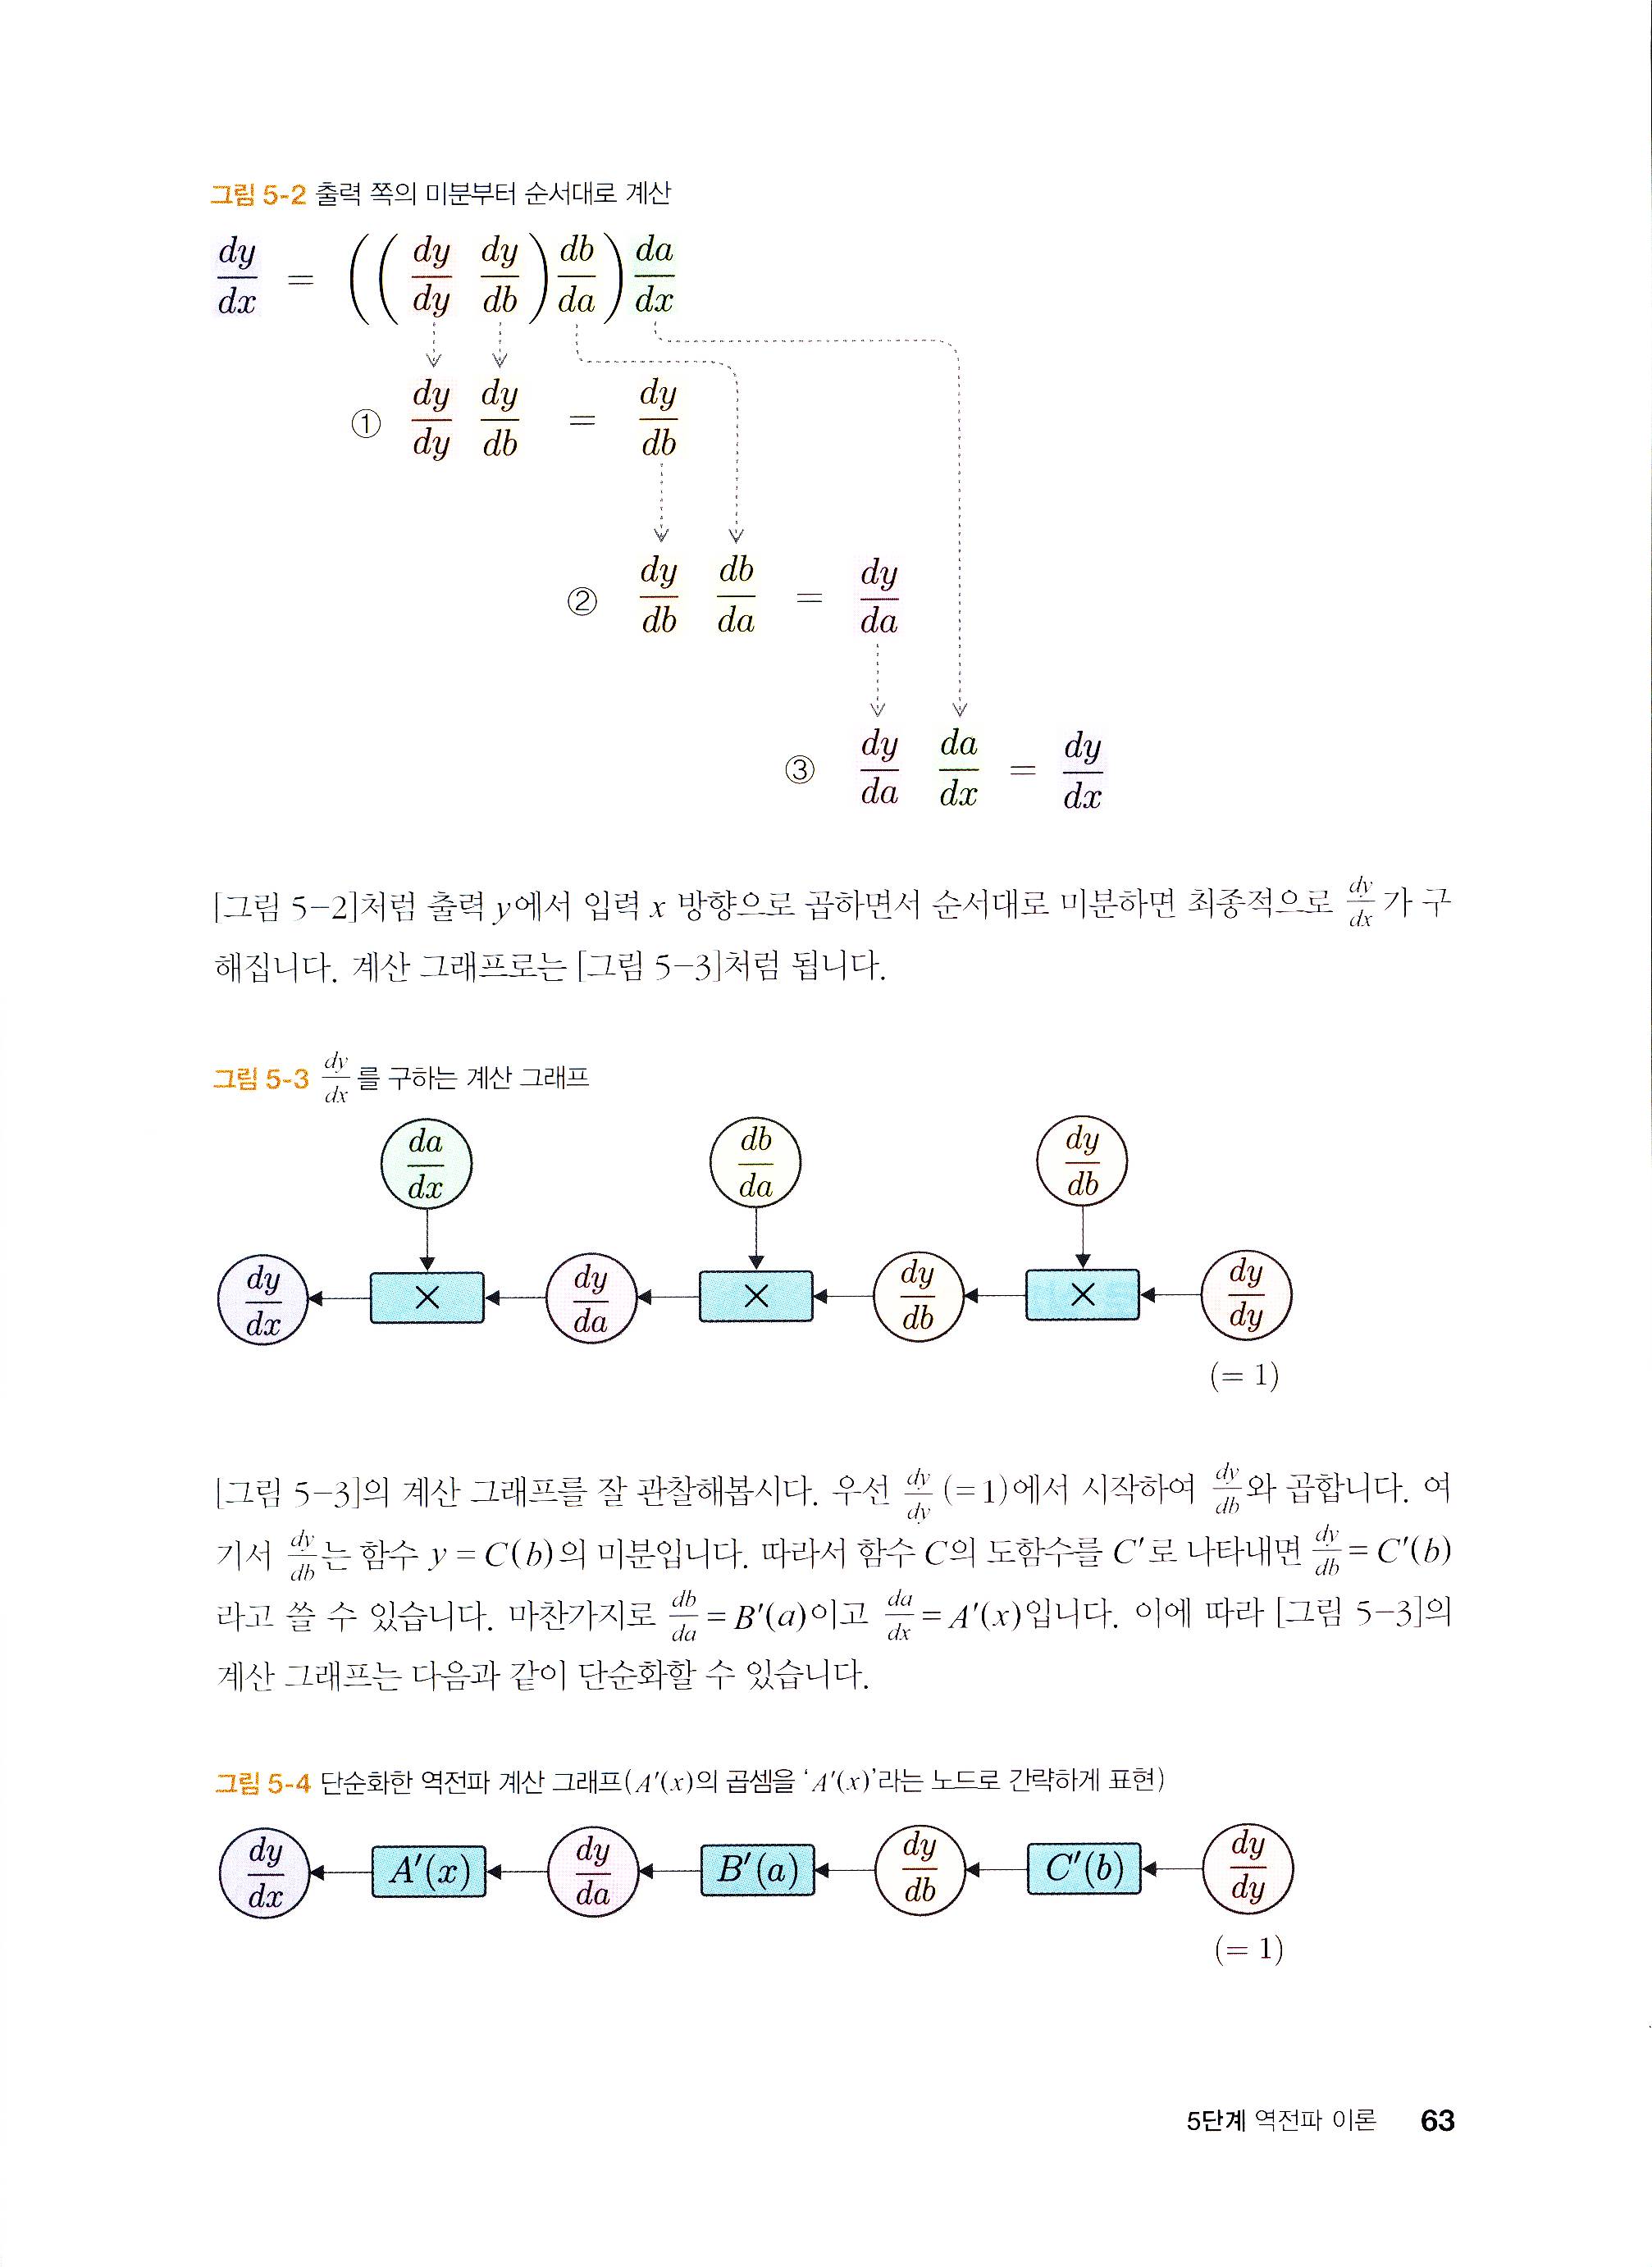 그림 5-2 출력 쪽의 미분부터 순서대로 계산
dy/dx = ((dy/dy dy/db) db/da) da/dx
① dy/dy dy/db = dy/db
② dy/db db/da = dy/da
③ dy/da da/dx = dy/dx
[그림 5-2]처럼 출력 y에서 입력 x 방향으로 곱하면서 순서대로 미분하면 최종적으로 dy/dx가 구
해집니다. 계산 그래프로는 [그림 5-3]처럼 됩니다.
그림 5-3 dy/dx를 구하는 계산 그래프
da/dx db/da dy/db
dy/dx × dy/da × dy/db × dy/dy
(= 1)
[그림 5-3]의 계산 그래프를 잘 관찰해봅시다. 우선 dy/dy (=1)에서 시작하여 dy/db와 곱합니다. 여
기서 dy/db는 함수 y = C(b)의 미분입니다. 따라서 함수 C의 도함수를 C′로 나타내면 dy/db = C′(b)
라고 쓸 수 있습니다. 마찬가지로 db/da = B′(a)이고 da/dx = A′(x)입니다. 이에 따라 [그림 5-3]의
계산 그래프는 다음과 같이 단순화할 수 있습니다.
그림 5-4 단순화한 역전파 계산 그래프(A′(x)의 곱셈을 ‘A′(x)’라는 노드로 간략하게 표현)
dy/dx A′(x) dy/da B′(a) dy/db C′(b) dy/dy
(= 1)
5단계 역전파 이론 63